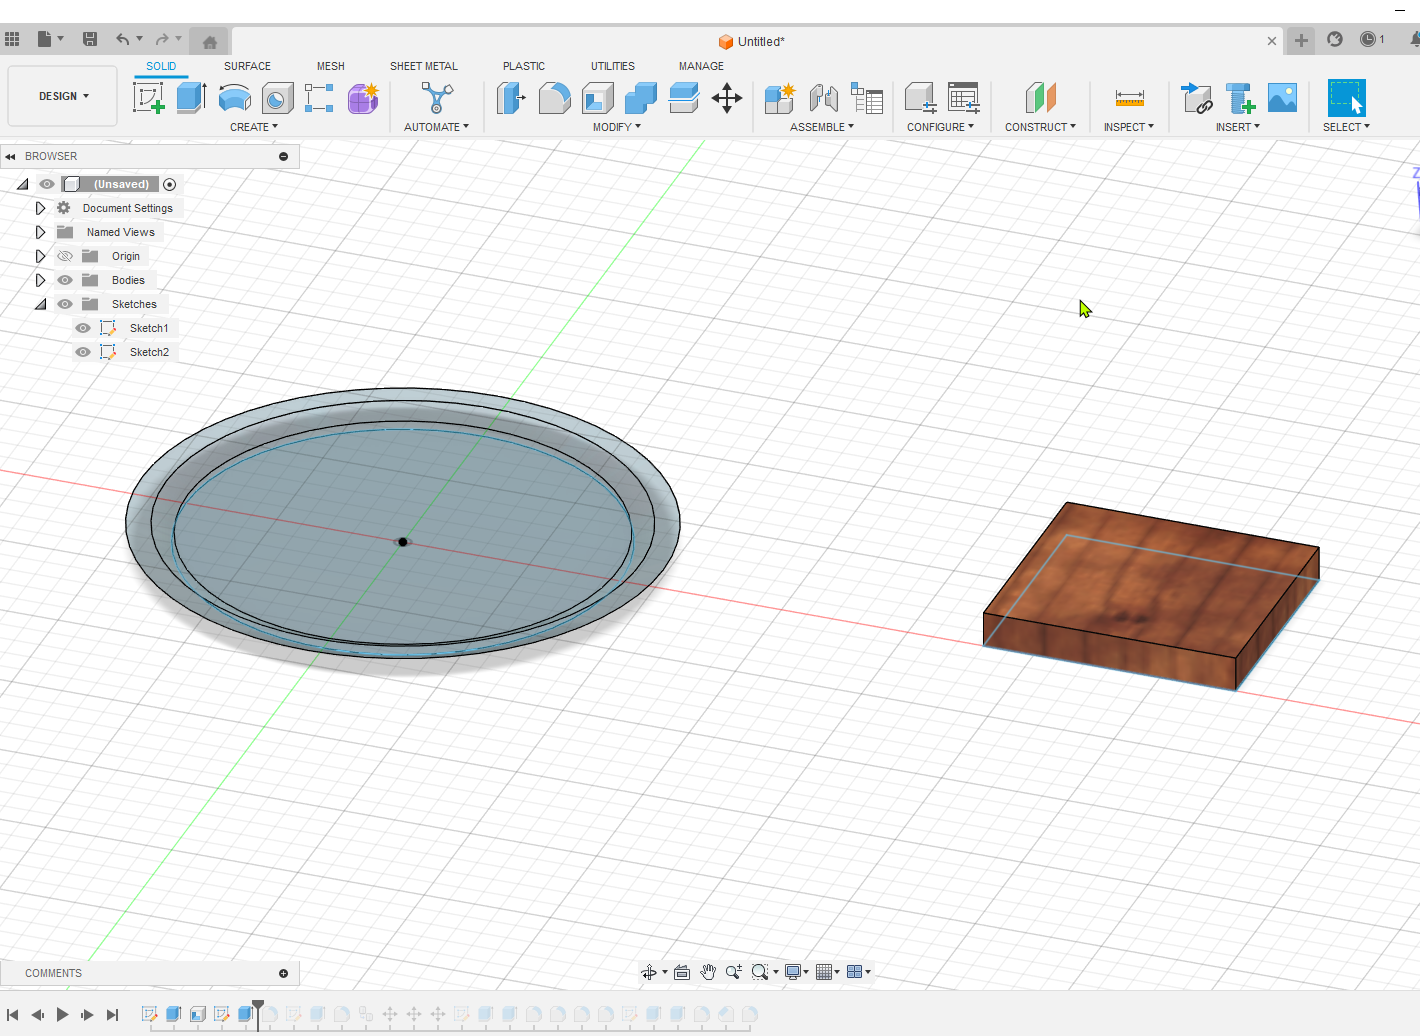 Untitled*
1
DESIGN
SOLID
SURFACE
MESH
SHEET METAL
PLASTIC
UTILITIES
MANAGE
CREATE
AUTOMATE
MODIFY
ASSEMBLE
CONFIGURE
CONSTRUCT
INSPECT
INSERT
SELECT
BROWSER
(Unsaved)
Document Settings
Named Views
Origin
Bodies
Sketches
Sketch1
Sketch2
Z
COMMENTS